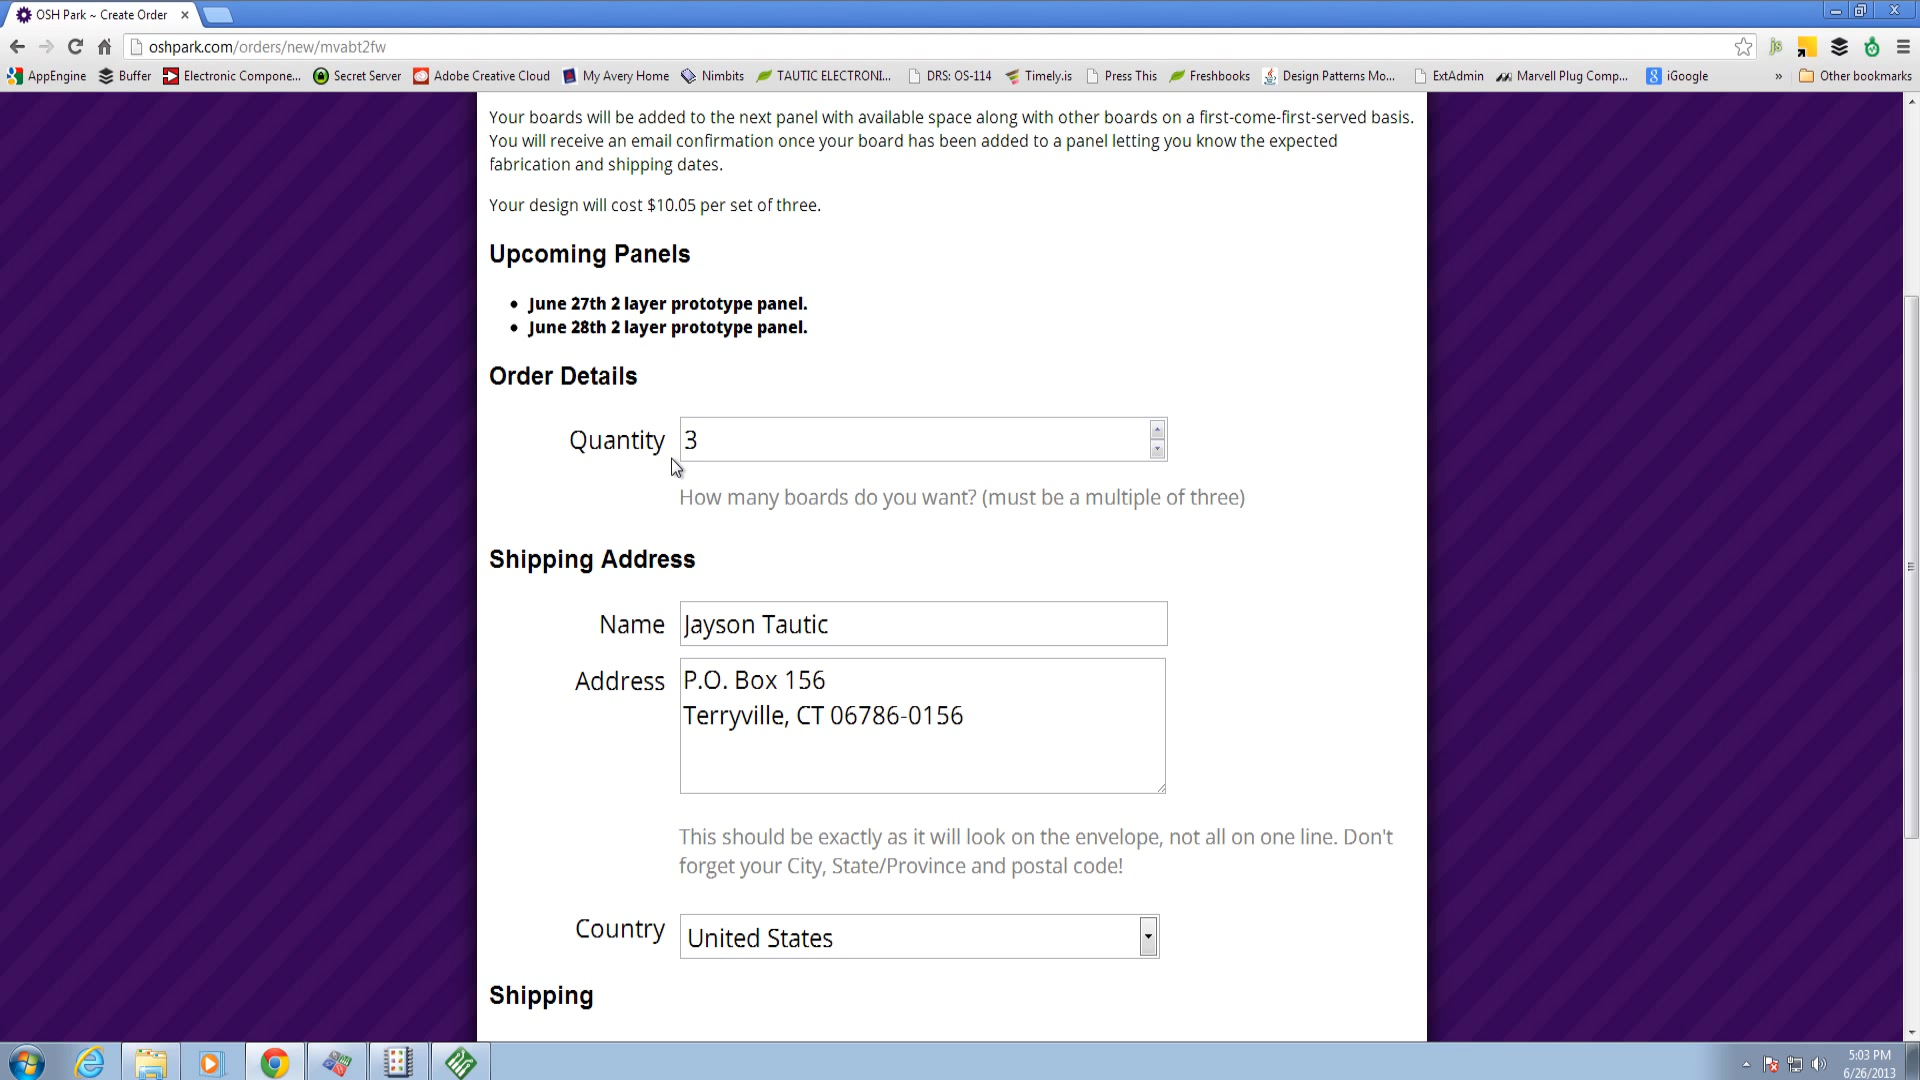 OSH Park ~ Create Order
oshpark.com/orders/new/mvabt2fw
AppEngine Buffer Electronic Compone... Secret Server Adobe Creative Cloud My Avery Home Nimbits TAUTIC ELECTRONI... DRS: OS-114 Timely.is Press This Freshbooks Design Patterns Mo... ExtAdmin Marvell Plug Comp... iGoogle » Other bookmarks
Your boards will be added to the next panel with available space along with other boards on a first-come-first-served basis.
You will receive an email confirmation once your board has been added to a panel letting you know the expected
fabrication and shipping dates.
Your design will cost $10.05 per set of three.
Upcoming Panels
• June 27th 2 layer prototype panel.
• June 28th 2 layer prototype panel.
Order Details
Quantity 3
How many boards do you want? (must be a multiple of three)
Shipping Address
Name Jayson Tautic
Address P.O. Box 156
Terryville, CT 06786-0156
This should be exactly as it will look on the envelope, not all on one line. Don't
forget your City, State/Province and postal code!
Country United States
Shipping
5:03 PM
6/26/2013